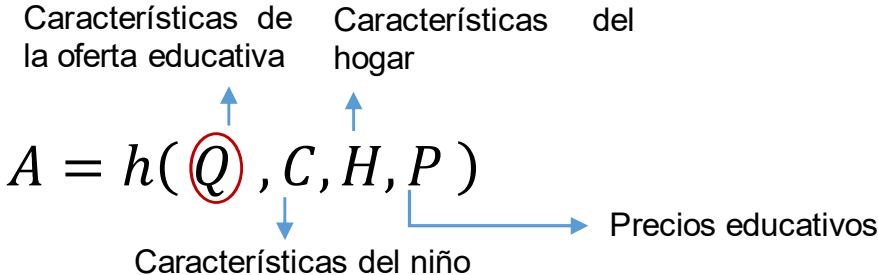 Características de
la oferta educativa
Características del
hogar
A = h( Q , C, H, P )
Precios educativos
Características del niño